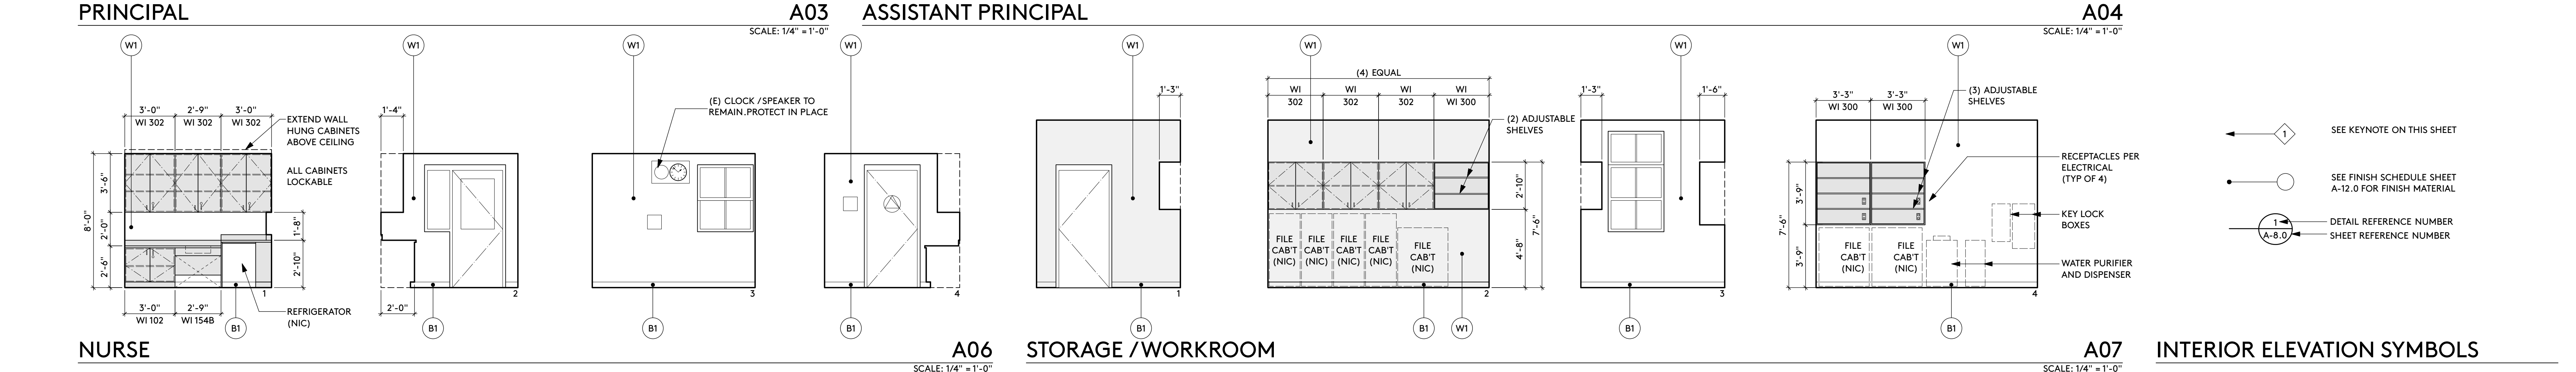 PRINCIPAL
A03
SCALE: 1/4" = 1'-0"
ASSISTANT PRINCIPAL
A04
SCALE: 1/4" = 1'-0"
W1
3'-0"
2'-9"
3'-0"
WI 302
WI 302
WI 302
EXTEND WALL
HUNG CABINETS
ABOVE CEILING
ALL CABINETS
LOCKABLE
8'-0"
3'-6"
2'-0"
2'-6"
1'-8"
2'-10"
1
3'-0"
2'-9"
WI 102
WI 154B
B1
REFRIGERATOR
(NIC)
W1
1'-4"
2
2'-0"
B1
W1
(E) CLOCK / SPEAKER TO
REMAIN.PROTECT IN PLACE
3
B1
W1
4
B1
NURSE
A06
SCALE: 1/4" = 1'-0"
W1
1'-3"
1
B1
W1
(4) EQUAL
WI
302
WI
302
WI
302
WI
WI 300
(2) ADJUSTABLE
SHELVES
2'-10"
4'-8"
7'-6"
FILE
CAB'T
(NIC)
FILE
CAB'T
(NIC)
FILE
CAB'T
(NIC)
FILE
CAB'T
(NIC)
FILE
CAB'T
(NIC)
2
B1
W1
W1
1'-3"
1'-6"
3
B1
W1
3'-3"
3'-3"
WI 300
WI 300
(3) ADJUSTABLE
SHELVES
RECEPTACLES PER
ELECTRICAL
(TYP OF 4)
KEY LOCK
BOXES
WATER PURIFIER
AND DISPENSER
7'-6"
3'-9"
3'-9"
FILE
CAB'T
(NIC)
FILE
CAB'T
(NIC)
4
B1
STORAGE / WORKROOM
A07
SCALE: 1/4" = 1'-0"
1
SEE KEYNOTE ON THIS SHEET
SEE FINISH SCHEDULE SHEET
A-12.0 FOR FINISH MATERIAL
1
A-8.0
DETAIL REFERENCE NUMBER
SHEET REFERENCE NUMBER
INTERIOR ELEVATION SYMBOLS